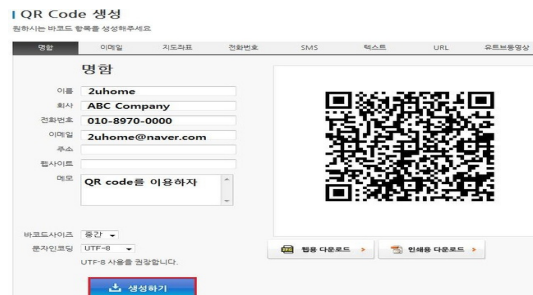 QR Code 생성
원하시는 바코드 항목을 생성해주세요
명함 이메일 지도좌표 전화번호 SMS 텍스트 URL 유트브동영상
명함
이름 2uhome
회사 ABC Company
전화번호 010-8970-0000
이메일 2uhome@naver.com
주소
웹사이트
메모 QR code를 이용하자
바코드사이즈 중간
문자인코딩 UTF-8
UTF-8 사용을 권장합니다.
웹용 다운로드 > 인쇄용 다운로드 >
생성하기